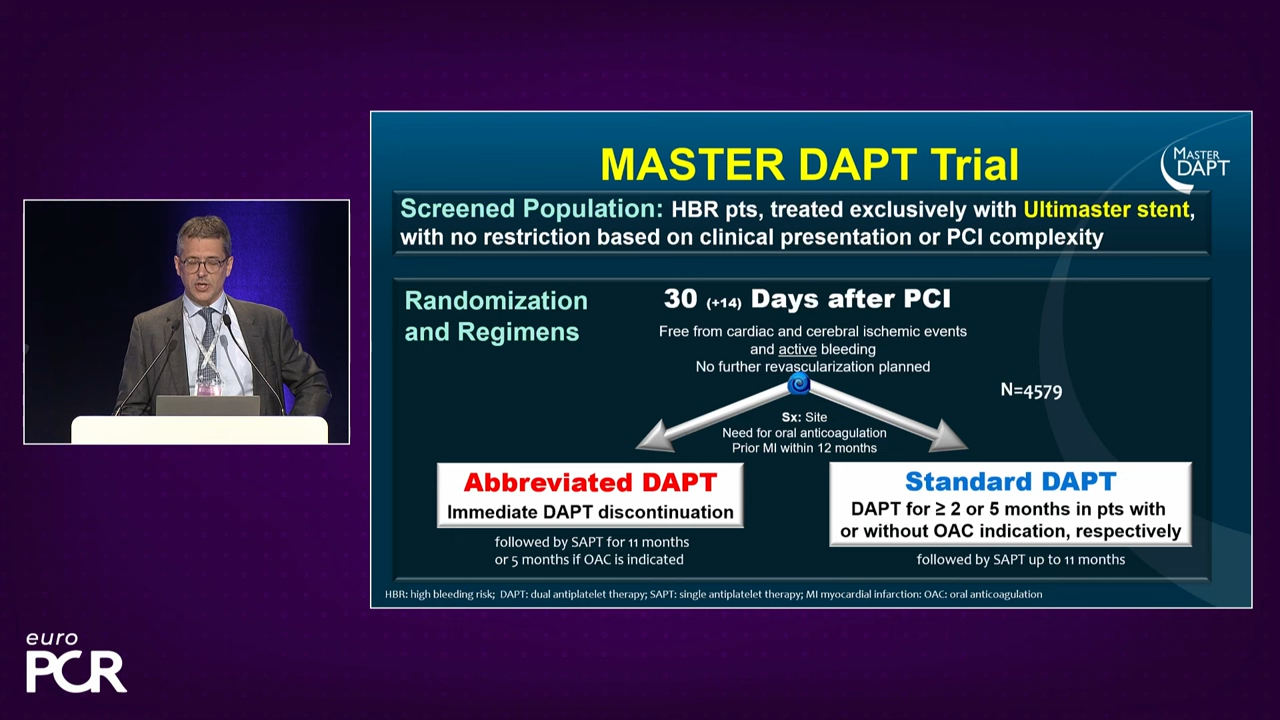 MASTER DAPT Trial
MASTER
DAPT
Screened Population: HBR pts, treated exclusively with Ultimaster stent,
with no restriction based on clinical presentation or PCI complexity
Randomization
and Regimens
30 (+14) Days after PCI
Free from cardiac and cerebral ischemic events
and active bleeding
No further revascularization planned
N=4579
Sx: Site
Need for oral anticoagulation
Prior MI within 12 months
Abbreviated DAPT
Immediate DAPT discontinuation
followed by SAPT for 11 months
or 5 months if OAC is indicated
Standard DAPT
DAPT for ≥ 2 or 5 months in pts with
or without OAC indication, respectively
followed by SAPT up to 11 months
HBR: high bleeding risk; DAPT: dual antiplatelet therapy; SAPT: single antiplatelet therapy; MI myocardial infarction: OAC: oral anticoagulation
euro
PCR